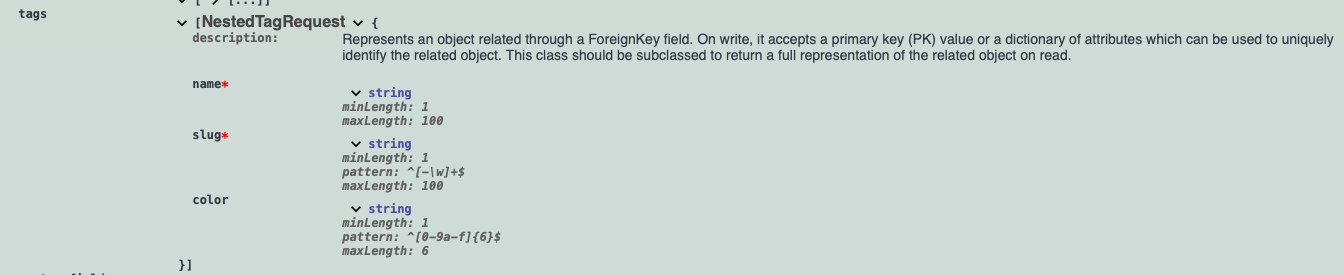 tags
[NestedTagRequest {
description: Represents an object related through a ForeignKey field. On write, it accepts a primary key (PK) value or a dictionary of attributes which can be used to uniquely
identify the related object. This class should be subclassed to return a full representation of the related object on read.
name*
string
minLength: 1
maxLength: 100
slug*
string
minLength: 1
pattern: ^[-\w]+$
maxLength: 100
color
string
minLength: 1
pattern: ^[0-9a-f]{6}$
maxLength: 6
}]